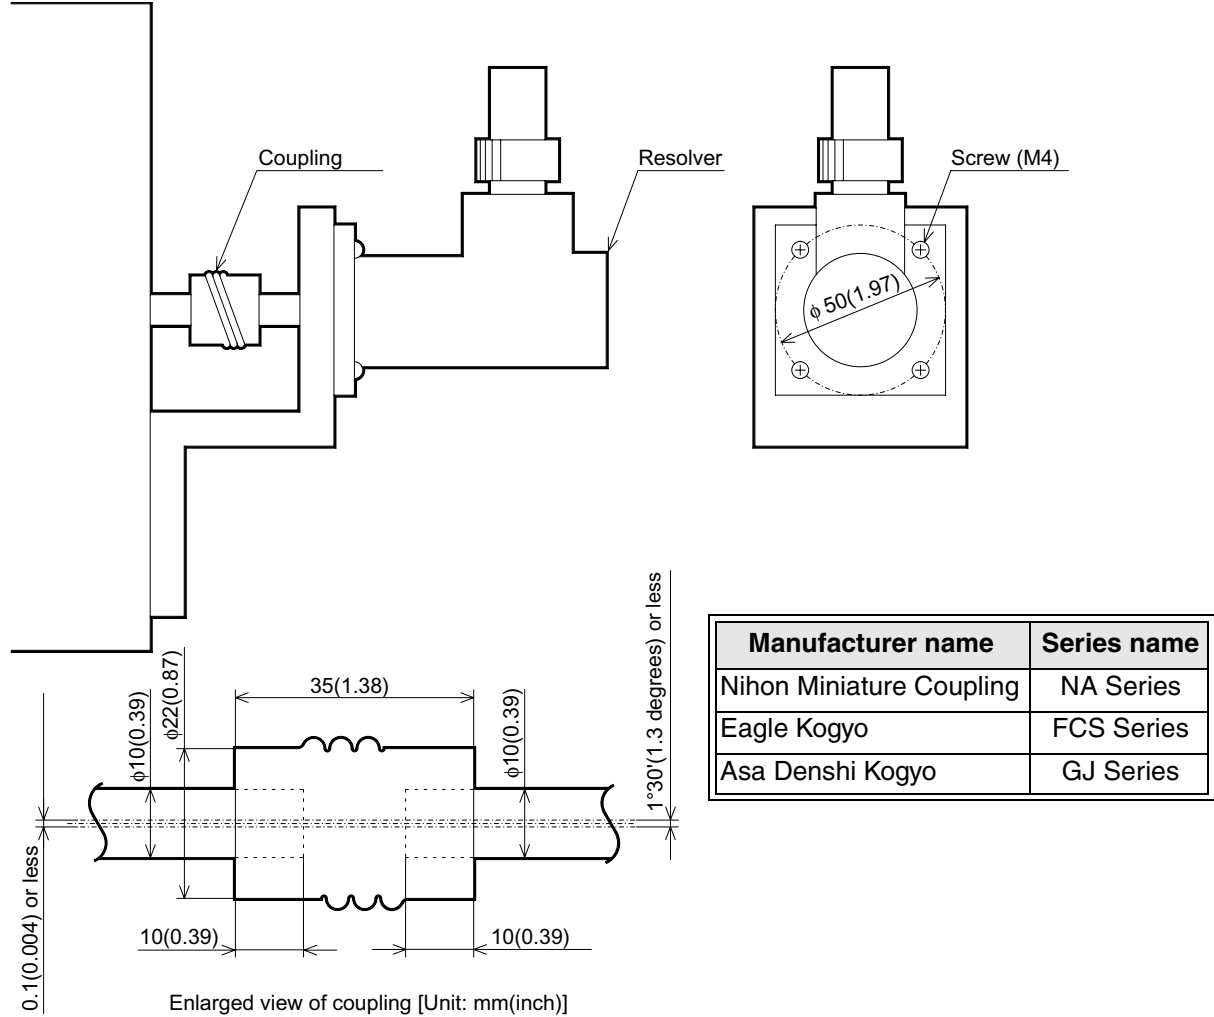 Coupling
Resolver
Screw (M4)
ϕ 50(1.97)
Manufacturer name Series name
Nihon Miniature Coupling NA Series
Eagle Kogyo FCS Series
Asa Denshi Kogyo GJ Series
35(1.38)
ϕ10(0.39)
ϕ22(0.87)
ϕ10(0.39)
1°30'(1.3 degrees) or less
0.1(0.004) or less
10(0.39)
10(0.39)
Enlarged view of coupling [Unit: mm(inch)]